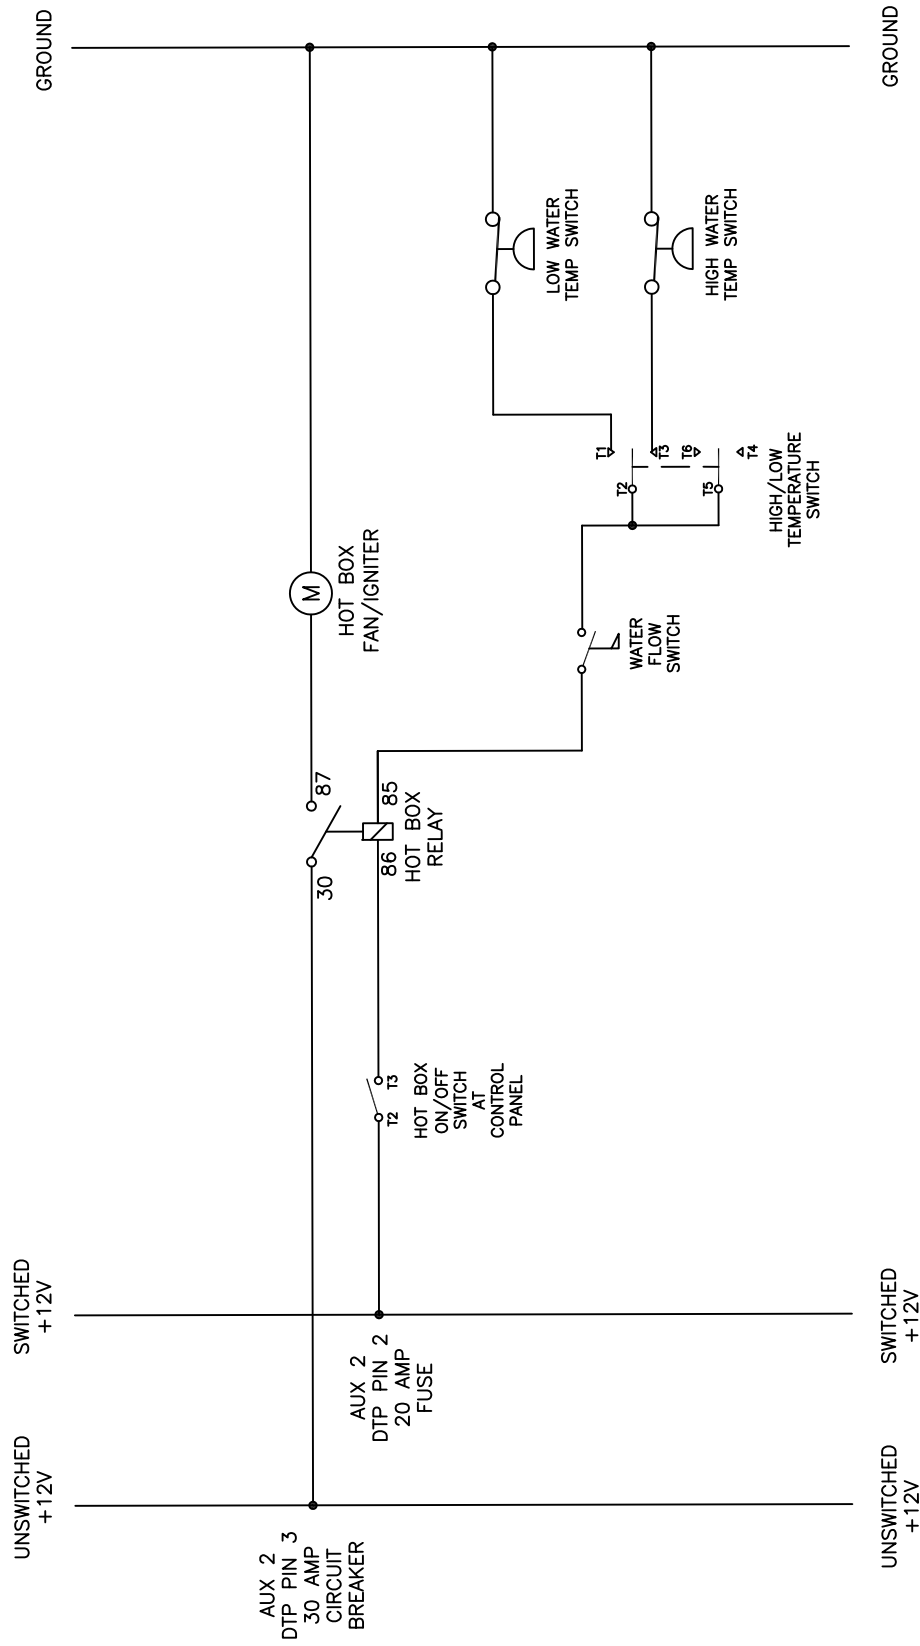 UNSWITCHED
+12V
SWITCHED
+12V
GROUND
AUX 2
DTP PIN 3
30 AMP
CIRCUIT
BREAKER
30
87
M
HOT BOX
FAN/IGNITER
AUX 2
DTP PIN 2
20 AMP
FUSE
T2
T3
HOT BOX
ON/OFF
SWITCH
AT
CONTROL
PANEL
86
85
HOT BOX
RELAY
LOW WATER
TEMP SWITCH
WATER
FLOW
SWITCH
T1
T2
T3
T6
T5
T4
HIGH/LOW
TEMPERATURE
SWITCH
HIGH WATER
TEMP SWITCH
UNSWITCHED
+12V
SWITCHED
+12V
GROUND